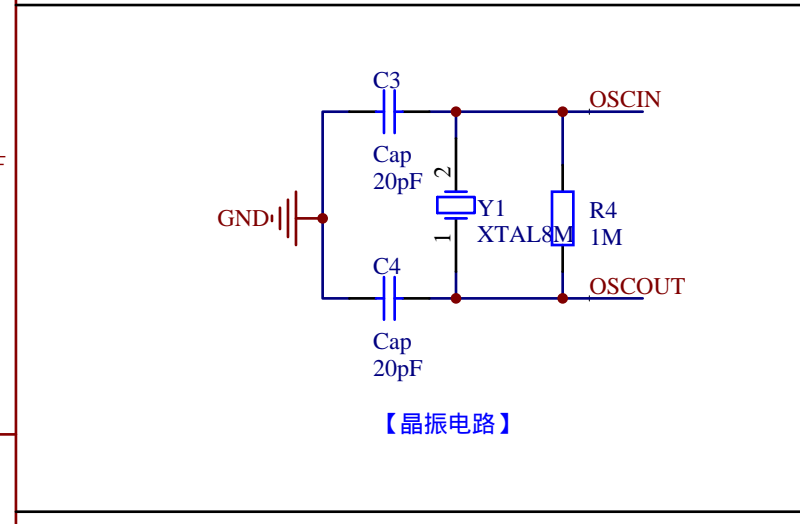 C3
OSCIN
Cap
20pF
F
2
GND
Y1
XTAL8M
R4
1M
1
C4
OSCOUT
Cap
20pF
【晶振电路】